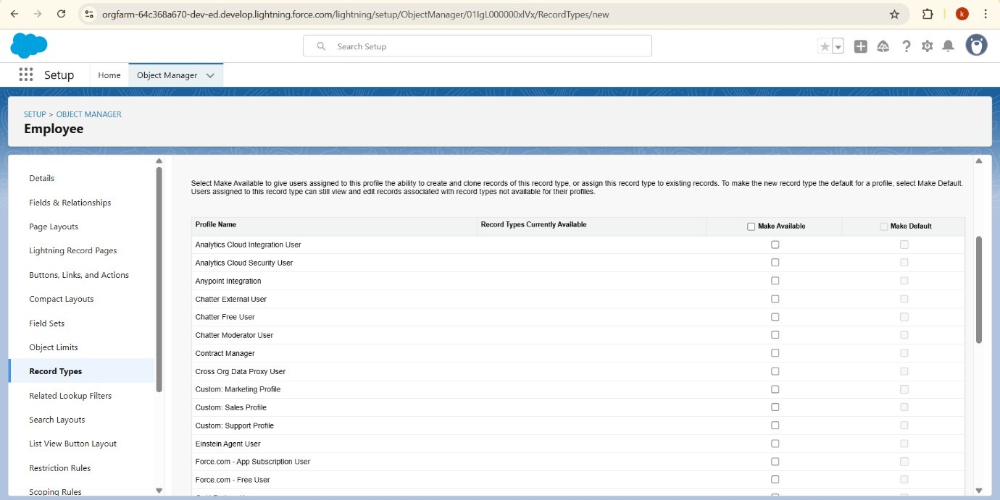 orgfarm-64c368a670-dev-ed.develop.lightning.force.com/lightning/setup/ObjectManager/01IgL000000xlVx/RecordTypes/new
k
Search Setup
Setup
Home
Object Manager
SETUP > OBJECT MANAGER
Employee
Details
Fields & Relationships
Page Layouts
Lightning Record Pages
Buttons, Links, and Actions
Compact Layouts
Field Sets
Object Limits
Record Types
Related Lookup Filters
Search Layouts
List View Button Layout
Restriction Rules
Scoping Rules
Select Make Available to give users assigned to this profile the ability to create and clone records of this record type, or assign this record type to existing records. To make the new record type the default for a profile, select Make Default.
Users assigned to this record type can still view and edit records associated with record types not available for their profiles.
Profile Name Record Types Currently Available Make Available Make Default
Analytics Cloud Integration User
Analytics Cloud Security User
Anypoint Integration
Chatter External User
Chatter Free User
Chatter Moderator User
Contract Manager
Cross Org Data Proxy User
Custom: Marketing Profile
Custom: Sales Profile
Custom: Support Profile
Einstein Agent User
Force.com - App Subscription User
Force.com - Free User